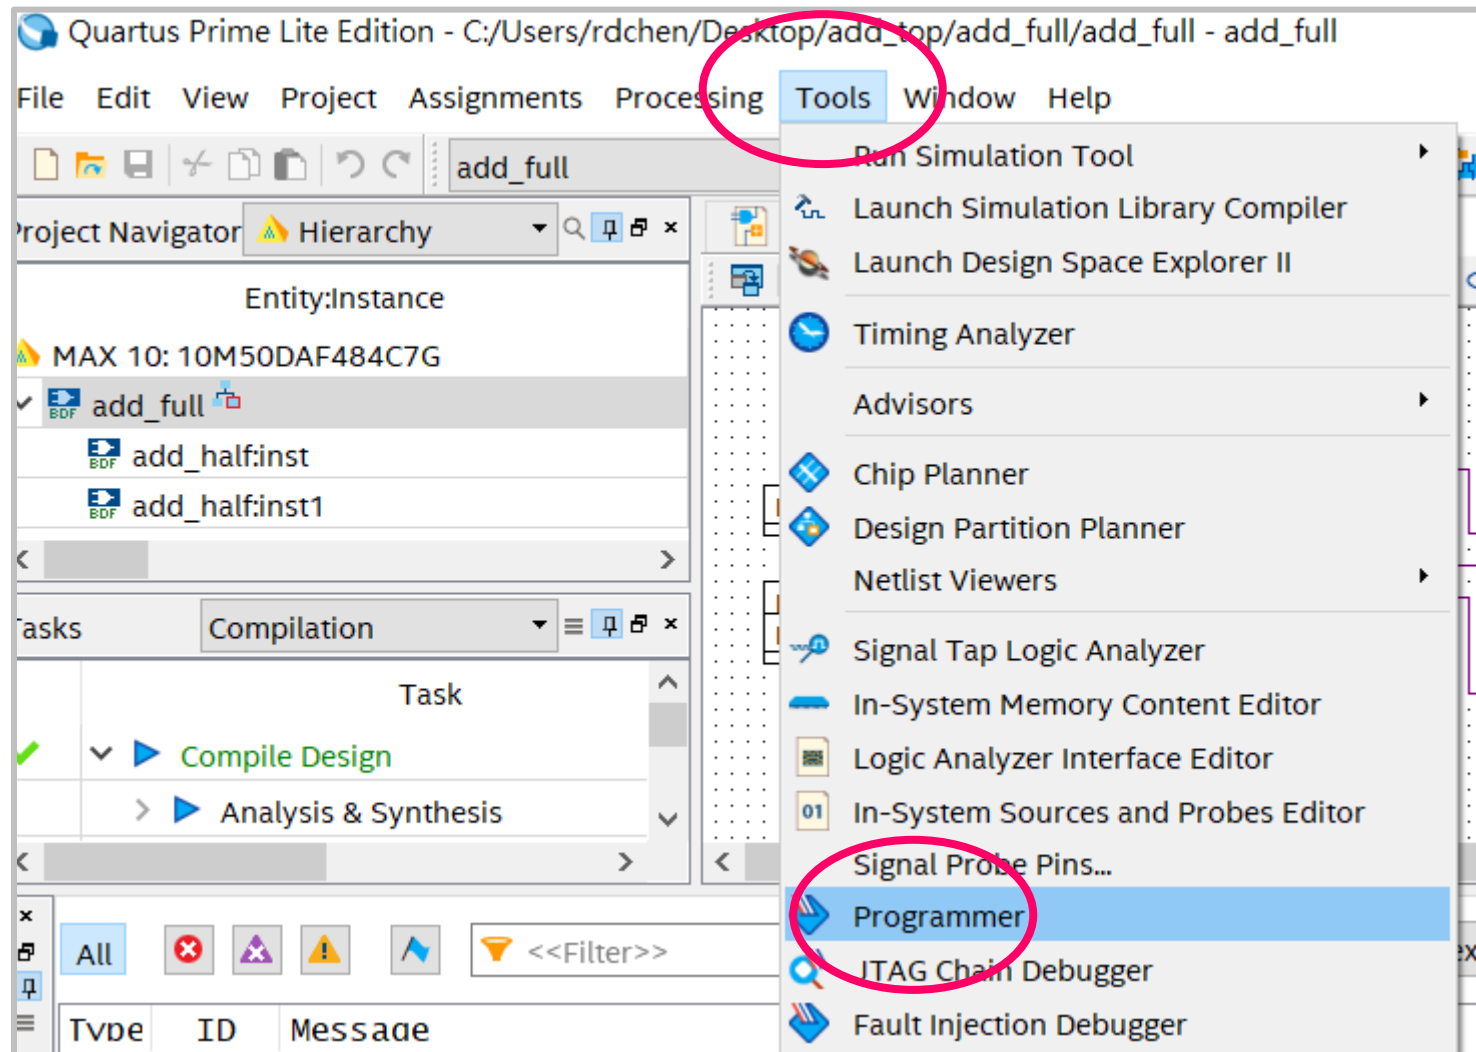 Quartus Prime Lite Edition - C:/Users/rdchen/Desktop/add_top/add_full/add_full - add_full
File Edit View Project Assignments Processing Tools Window Help
add_full
Project Navigator Hierarchy
Entity:Instance
MAX 10: 10M50DAF484C7G
BDF add_full
BDF add_half:inst
BDF add_half:inst1
Tasks Compilation
Task
Compile Design
Analysis & Synthesis
All <<Filter>>
Type ID Message
Run Simulation Tool
Launch Simulation Library Compiler
Launch Design Space Explorer II
Timing Analyzer
Advisors
Chip Planner
Design Partition Planner
Netlist Viewers
Signal Tap Logic Analyzer
In-System Memory Content Editor
Logic Analyzer Interface Editor
01 In-System Sources and Probes Editor
Signal Probe Pins...
Programmer
JTAG Chain Debugger
Fault Injection Debugger